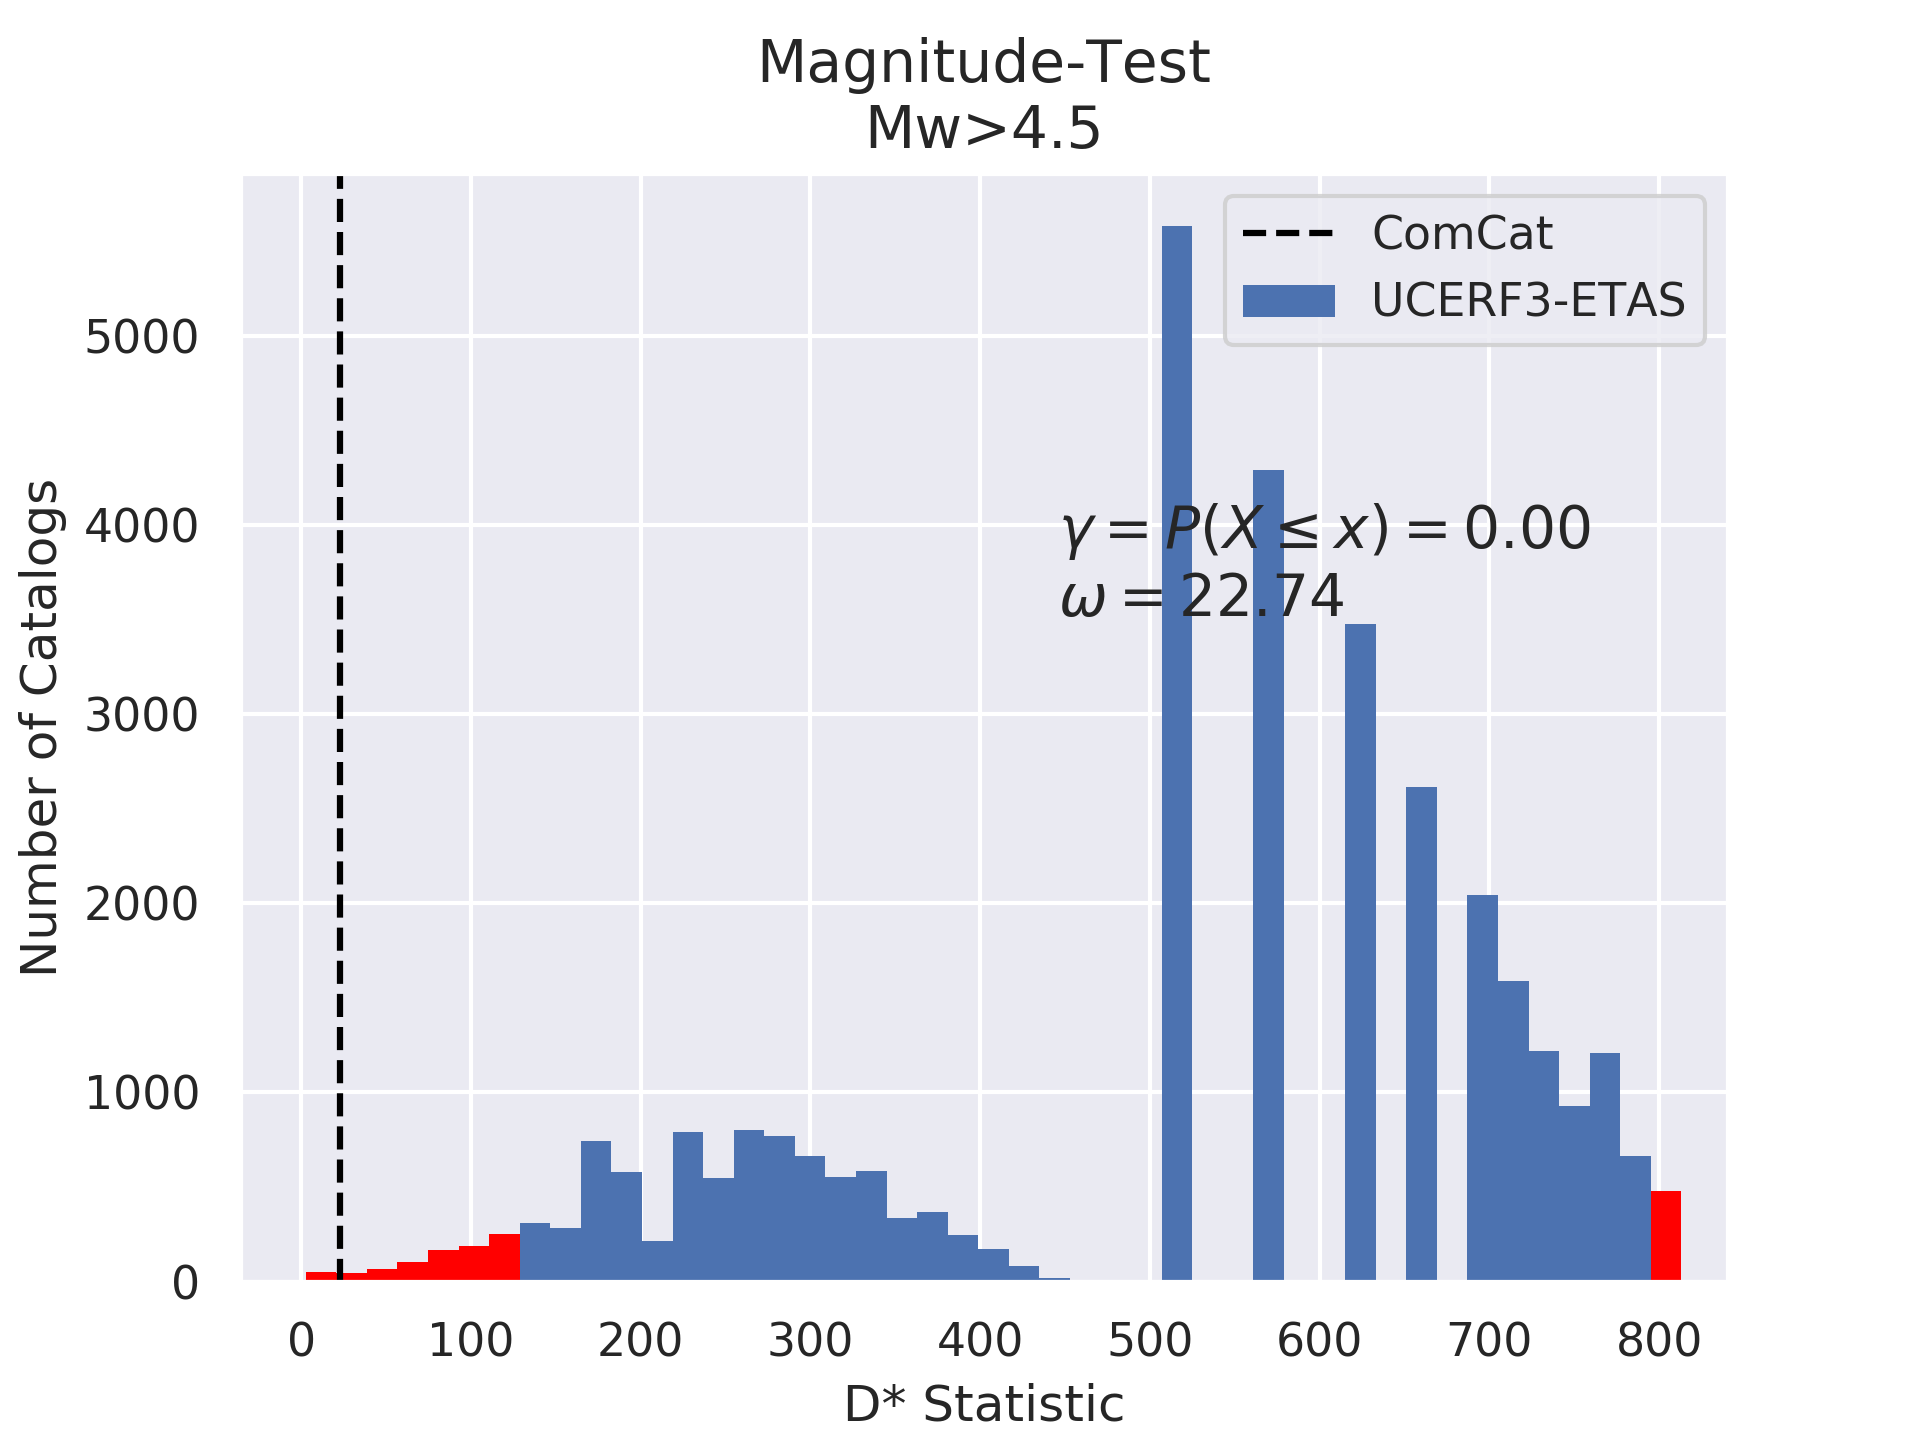 Magnitude-Test
Mw>4.5
ComCat
UCERF3-ETAS
γ = P(X ≤ x) = 0.00
ω = 22.74
Number of Catalogs
5000
4000
3000
2000
1000
0
0 100 200 300 400 500 600 700 800
D* Statistic